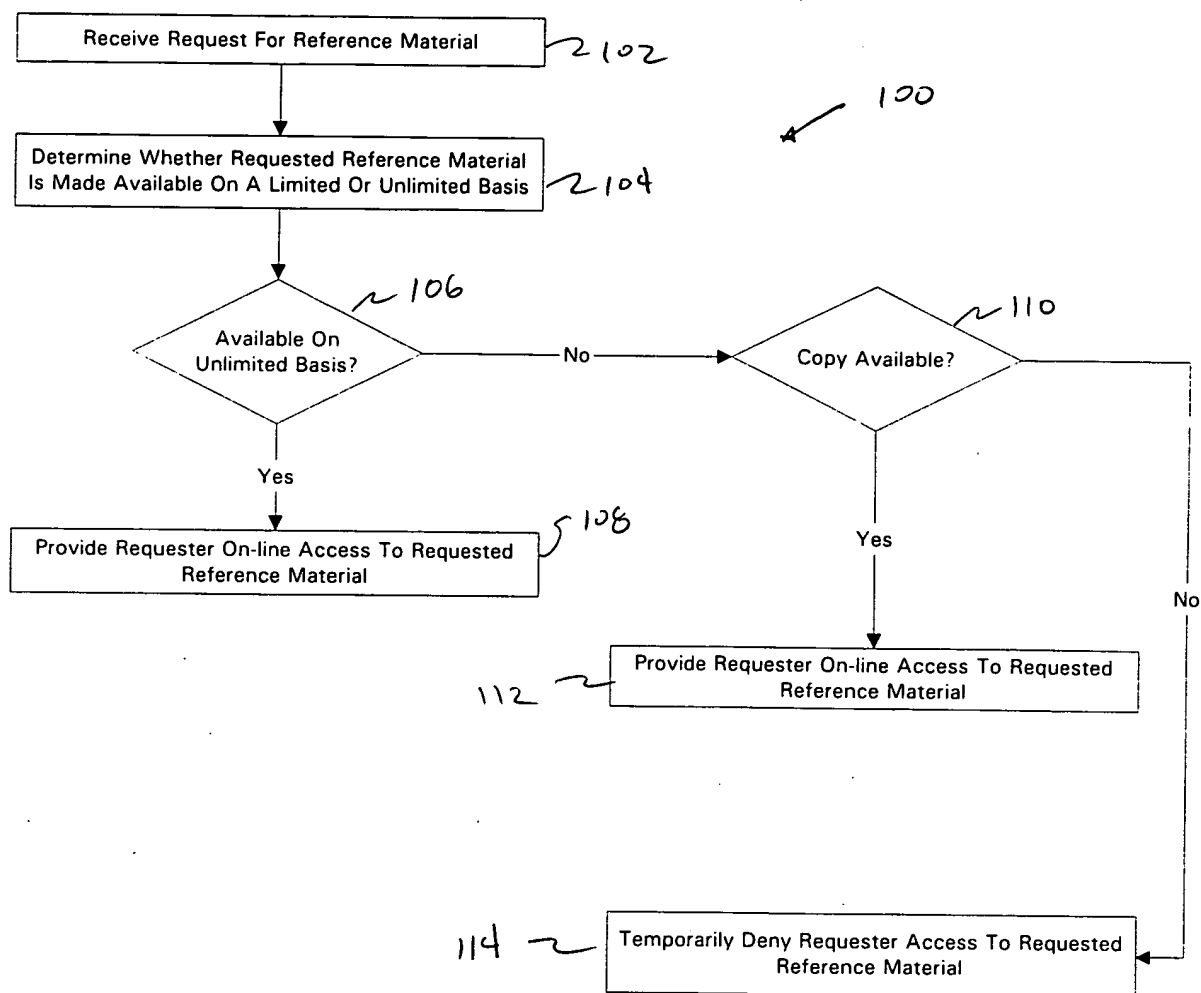 Receive Request For Reference Material
102
100
Determine Whether Requested Reference Material
Is Made Available On A Limited Or Unlimited Basis
104
106
Available On
Unlimited Basis?
No
110
Copy Available?
Yes
108
Provide Requester On-line Access To Requested
Reference Material
Yes
No
Provide Requester On-line Access To Requested
Reference Material
112
114
Temporarily Deny Requester Access To Requested
Reference Material